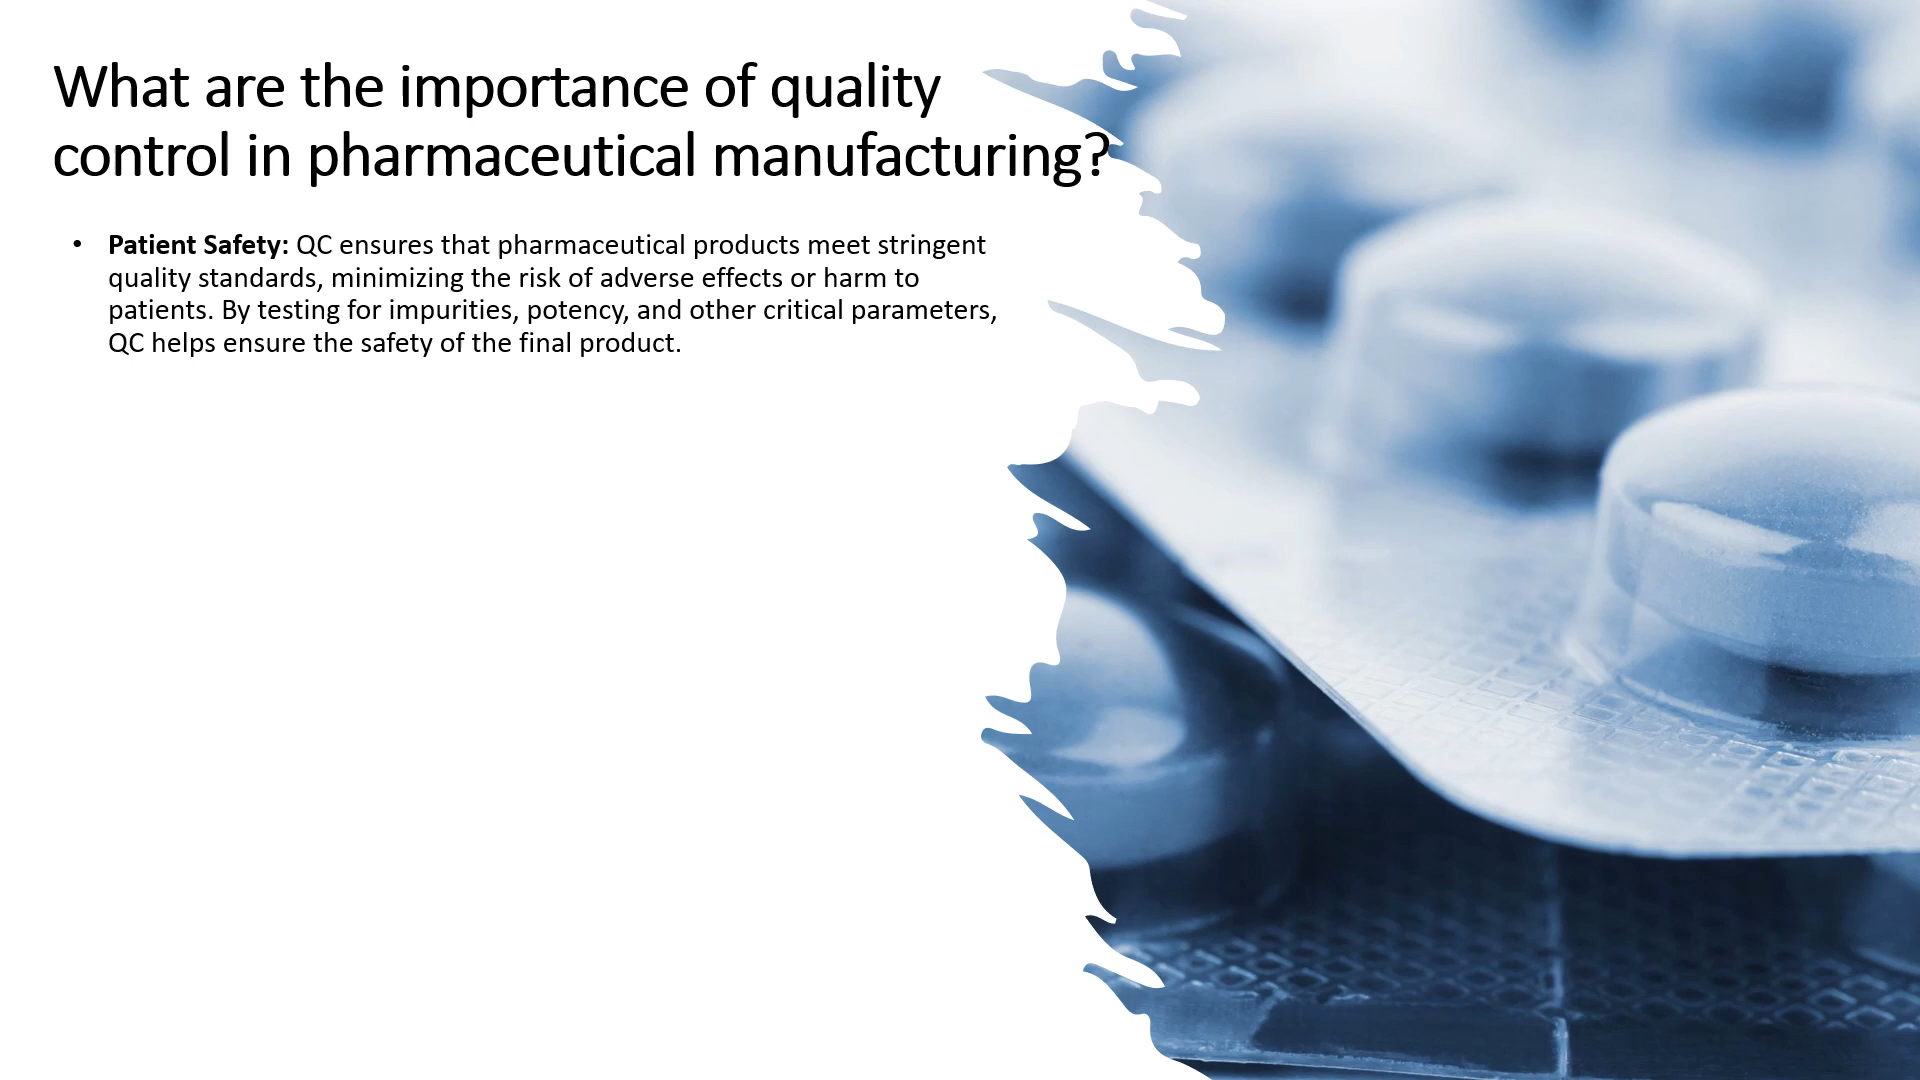 What are the importance of quality
control in pharmaceutical manufacturing?
• Patient Safety: QC ensures that pharmaceutical products meet stringent
quality standards, minimizing the risk of adverse effects or harm to
patients. By testing for impurities, potency, and other critical parameters,
QC helps ensure the safety of the final product.